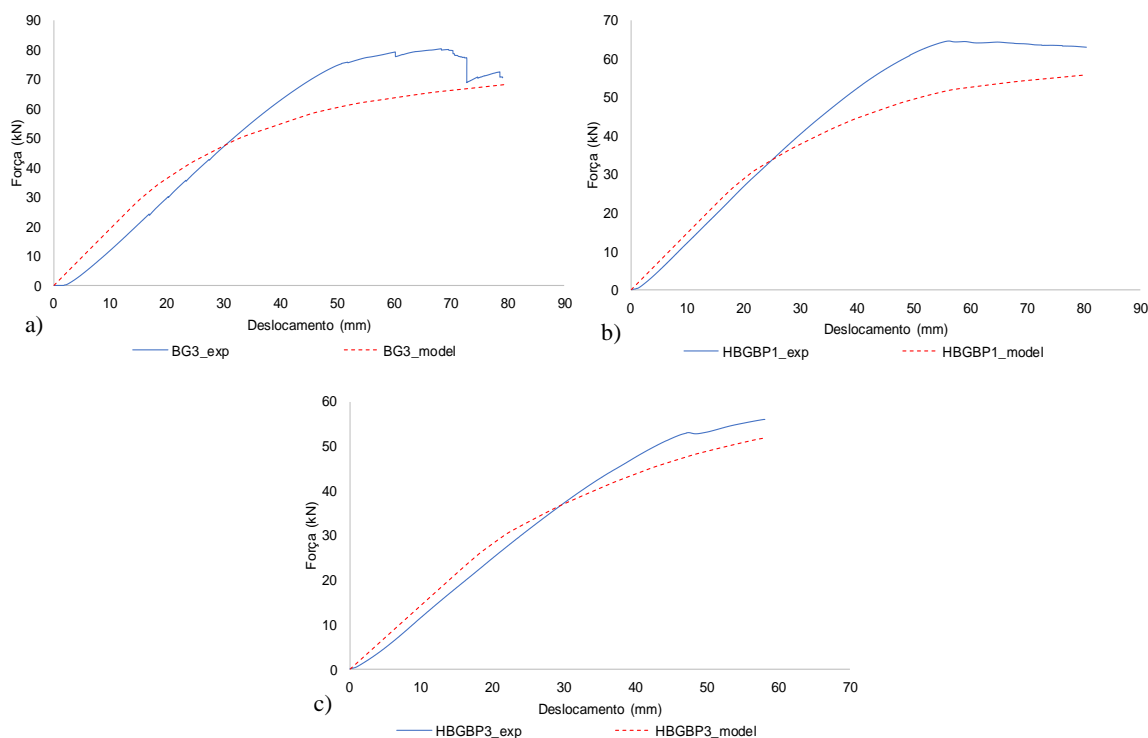 90
80
70
60
50
40
30
20
10
0
Força (kN)
0 10 20 30 40 50 60 70 80 90
Deslocamento (mm)
a)
BG3_exp BG3_model
70
60
50
40
30
20
10
0
Força (kN)
0 10 20 30 40 50 60 70 80 90
Deslocamento (mm)
b)
HBGBP1_exp HBGBP1_model
60
50
40
30
20
10
0
Força (kN)
0 10 20 30 40 50 60 70
Deslocamento (mm)
c)
HBGBP3_exp HBGBP3_model